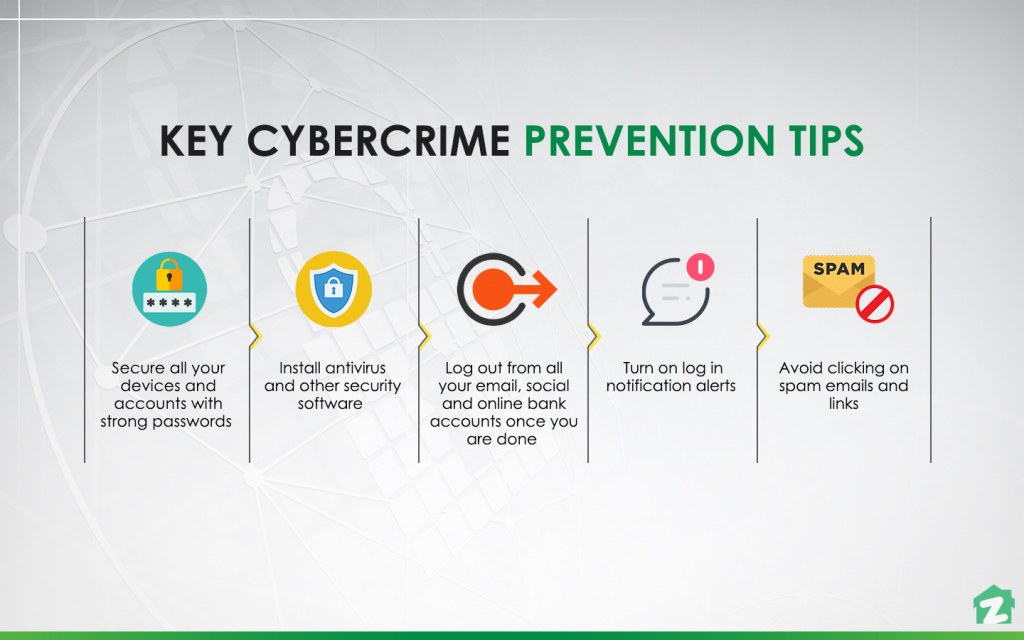 KEY CYBERCRIME PREVENTION TIPS
****
Secure all your
devices and
accounts with
strong passwords
Install antivirus
and other security
software
Log out from all
your email, social
and online bank
accounts once you
are done
Turn on log in
notification alerts
SPAM
Avoid clicking on
spam emails and
links
Z